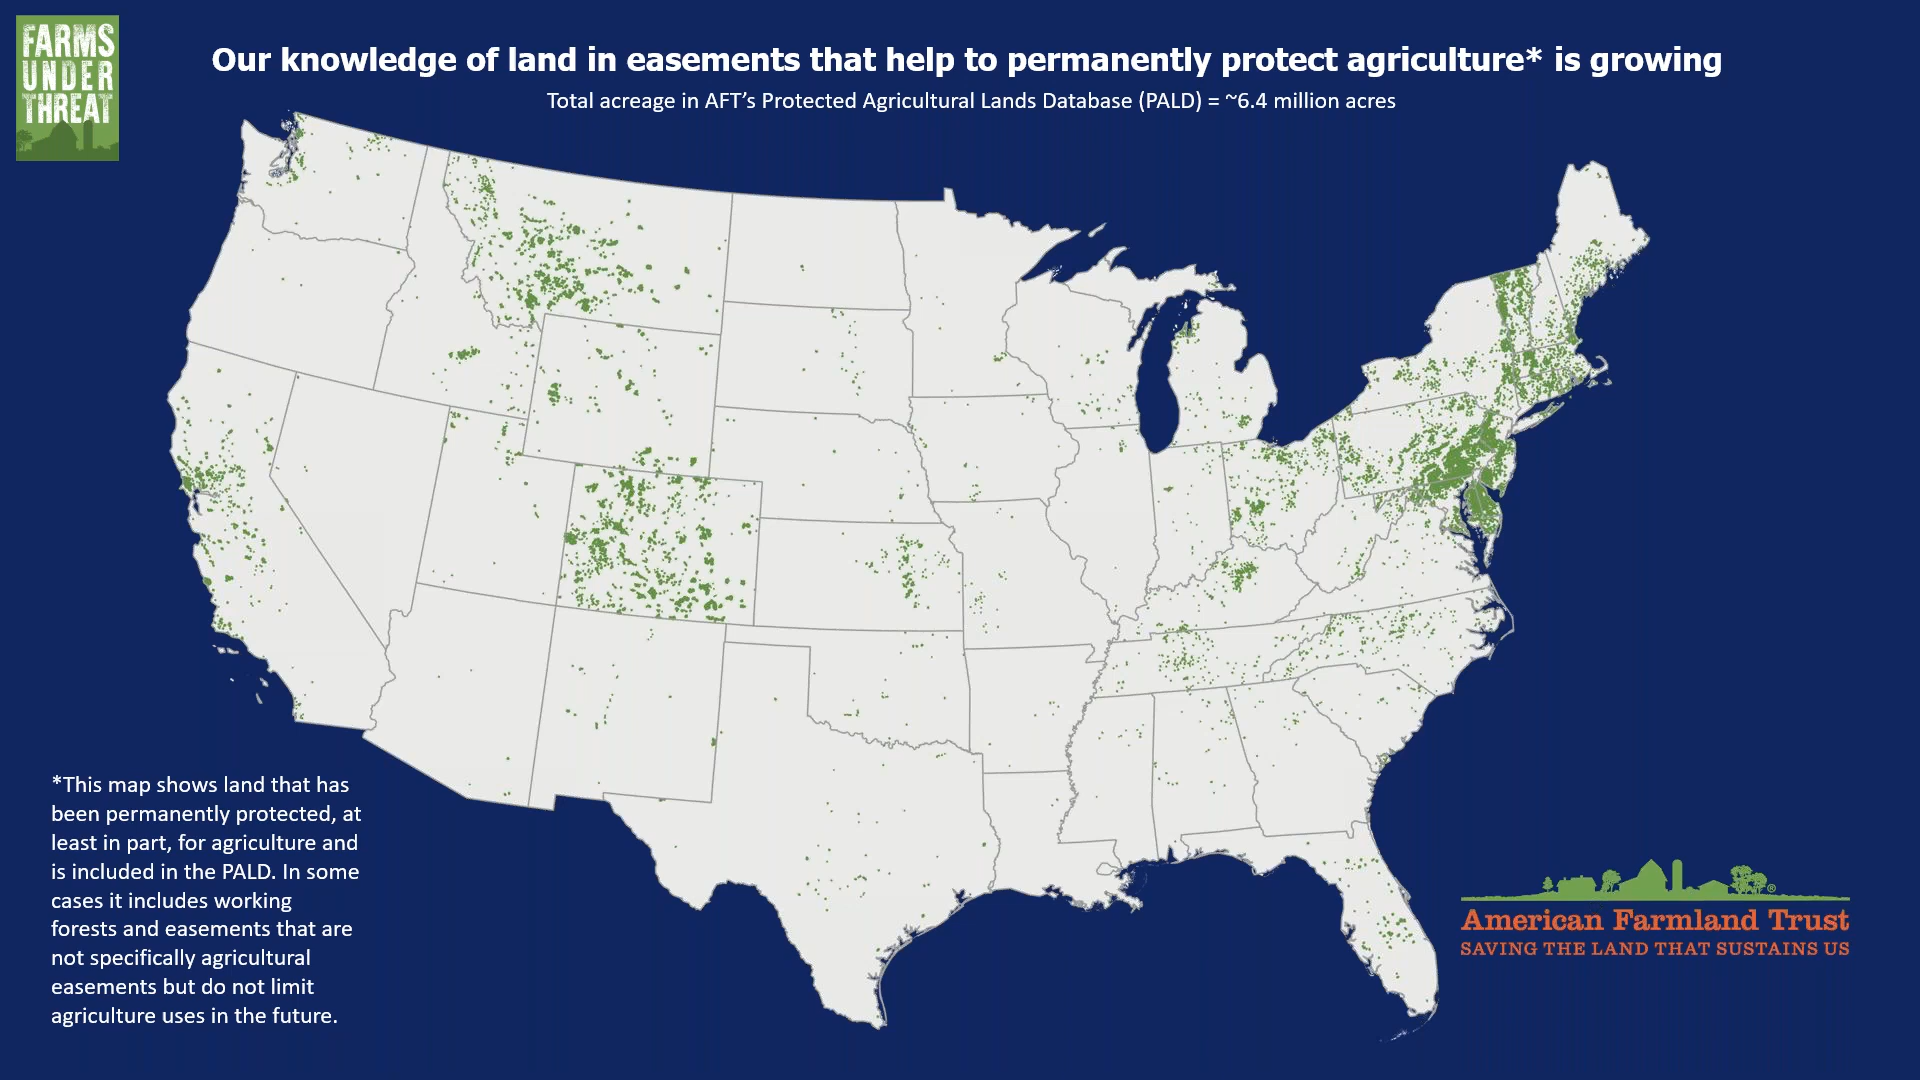 FARMS
UNDER
THREAT
Our knowledge of land in easements that help to permanently protect agriculture* is growing
Total acreage in AFT’s Protected Agricultural Lands Database (PALD) = ~6.4 million acres
*This map shows land that has
been permanently protected, at
least in part, for agriculture and
is included in the PALD. In some
cases it includes working
forests and easements that are
not specifically agricultural
easements but do not limit
agriculture uses in the future.
®
American Farmland Trust
SAVING THE LAND THAT SUSTAINS US